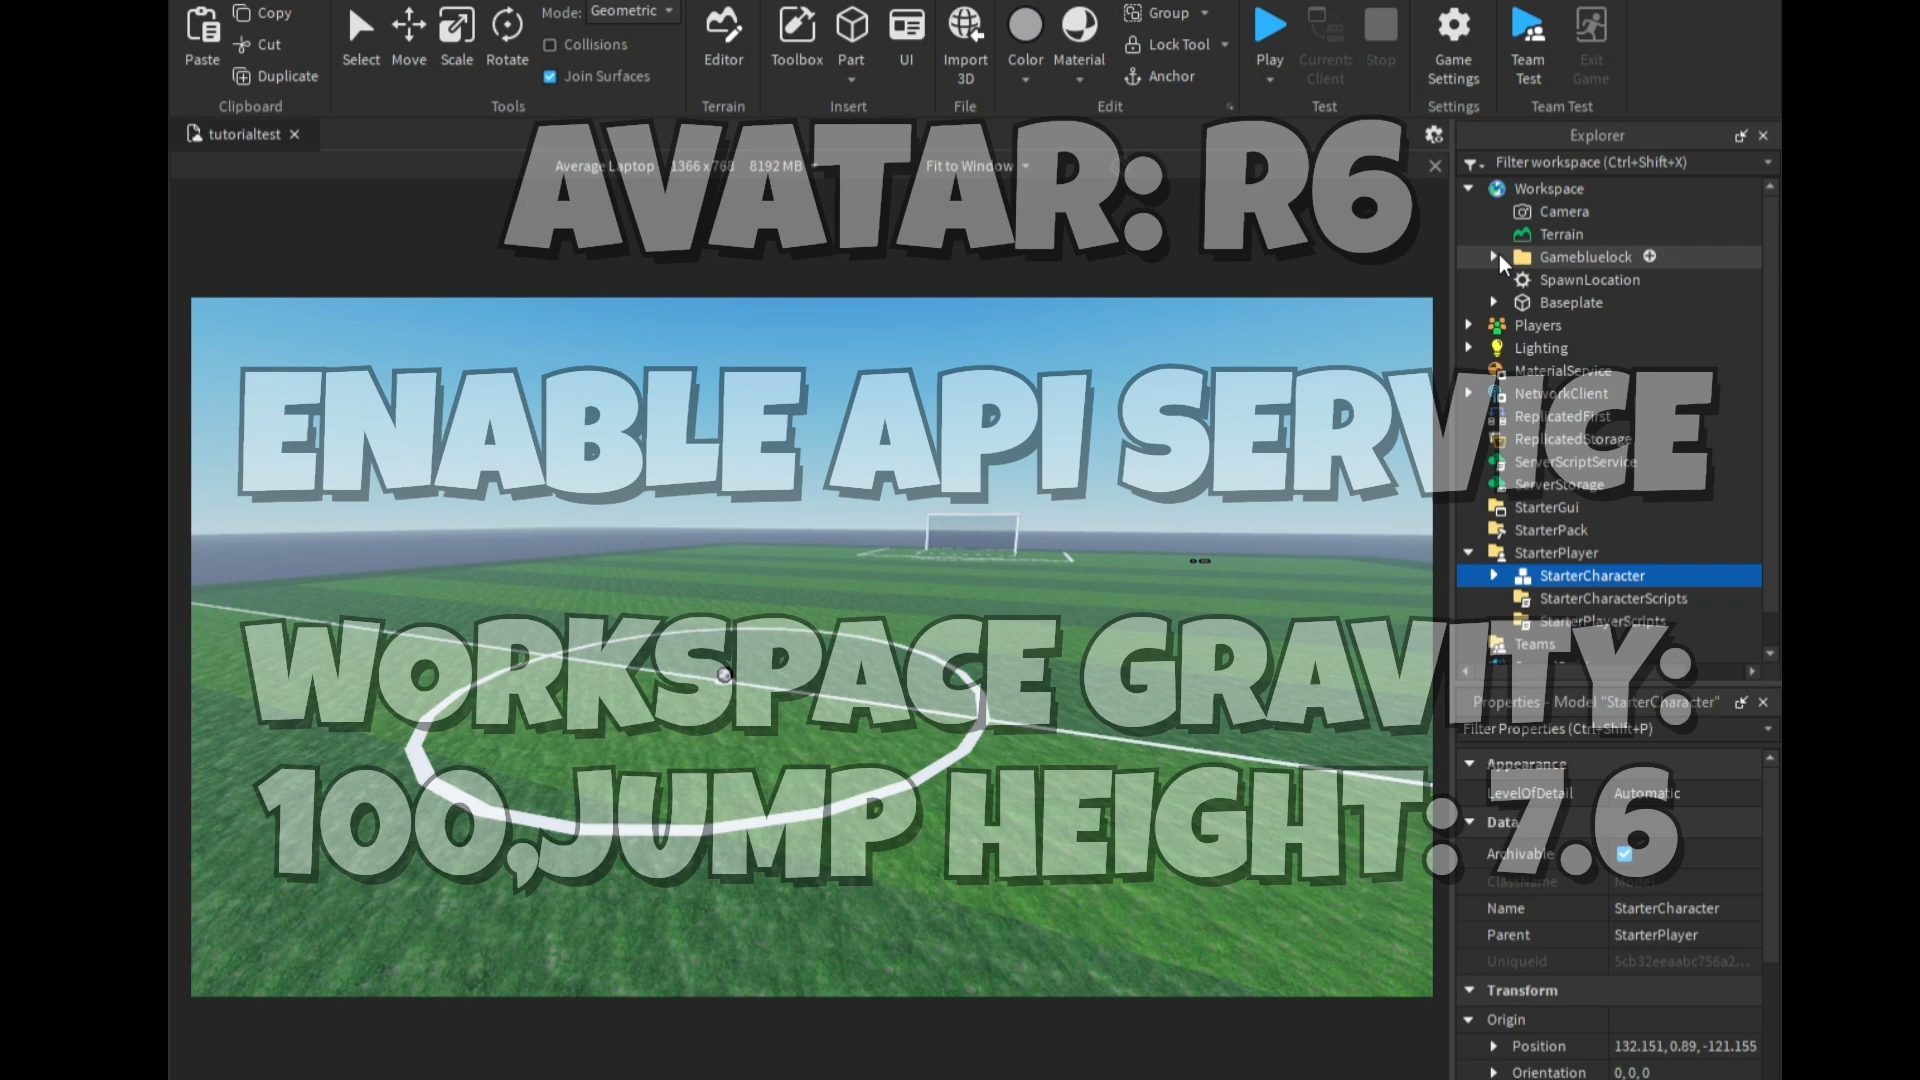 Paste
Copy
Cut
Duplicate
Clipboard
Select
Move
Scale
Rotate
Mode: Geometric
Collisions
Join Surfaces
Tools
Editor
Terrain
Toolbox
Part
UI
Insert
Import
3D
File
Color
Material
Group
Lock Tool
Anchor
Edit
Play
Current:
Client
Stop
Test
Game
Settings
Settings
Team
Test
Exit
Game
Team Test
tutorialtest
Average Laptop 1366 x 768 8192 MB
Fit to Window
AVATAR: R6
ENABLE API SERVICE
WORKSPACE GRAVITY:
100,JUMP HEIGHT: 7.6
Explorer
Filter workspace (Ctrl+Shift+X)
Workspace
Camera
Terrain
Gamebluelock
SpawnLocation
Baseplate
Players
Lighting
MaterialService
NetworkClient
ReplicatedFirst
ReplicatedStorage
ServerScriptService
ServerStorage
StarterGui
StarterPack
StarterPlayer
StarterCharacter
StarterCharacterScripts
StarterPlayerScripts
Teams
Properties - Model "StarterCharacter"
Filter Properties (Ctrl+Shift+P)
Appearance
LevelOfDetail Automatic
Data
Archivable
ClassName Model
Name StarterCharacter
Parent StarterPlayer
UniqueId 5cb32eeaabc756a2...
Transform
Origin
Position 132.151, 0.89, -121.155
Orientation 0, 0, 0